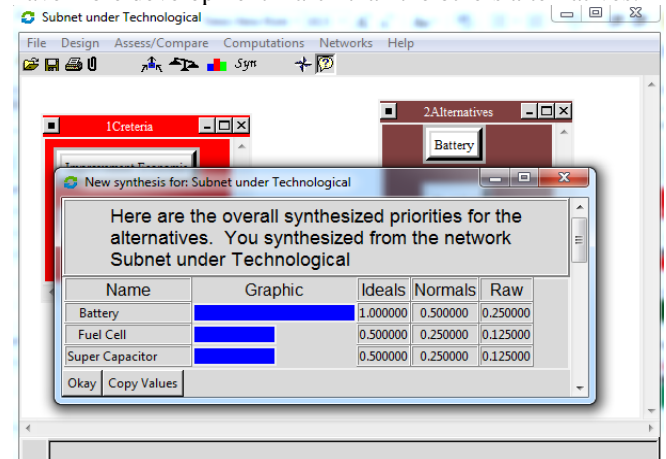 Subnet under Technological
File Design Assess/Compare Computations Networks Help
Syn
1Creteria
2Alternatives
Battery
New synthesis for: Subnet under Technological
Here are the overall synthesized priorities for the
alternatives. You synthesized from the network
Subnet under Technological
Name Graphic Ideals Normals Raw
Battery 1.000000 0.500000 0.250000
Fuel Cell 0.500000 0.250000 0.125000
Super Capacitor 0.500000 0.250000 0.125000
Okay Copy Values